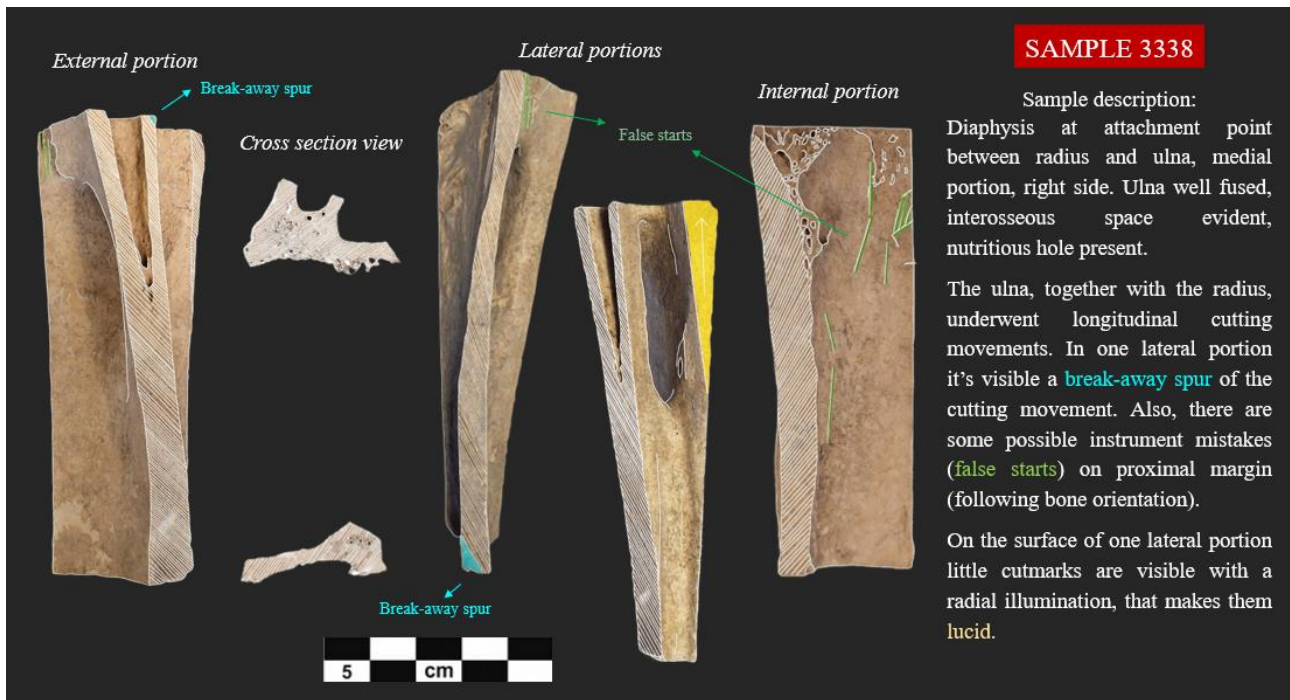 External portion
Break-away spur
Cross section view
Lateral portions
False starts
Internal portion
Break-away spur
5 cm
SAMPLE 3338
Sample description:
Diaphysis at attachment point
between radius and ulna, medial
portion, right side. Ulna well fused,
interosseous space evident,
nutritious hole present.
The ulna, together with the radius,
underwent longitudinal cutting
movements. In one lateral portion
it's visible a break-away spur of the
cutting movement. Also, there are
some possible instrument mistakes
(false starts) on proximal margin
(following bone orientation).
On the surface of one lateral portion
little cutmarks are visible with a
radial illumination, that makes them
lucid.